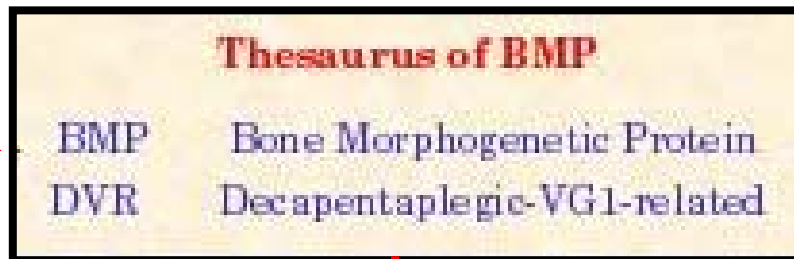 Thesaurus of BMP
BMP Bone Morphogenetic Protein
DVR Decapentaplegic-VG1-related